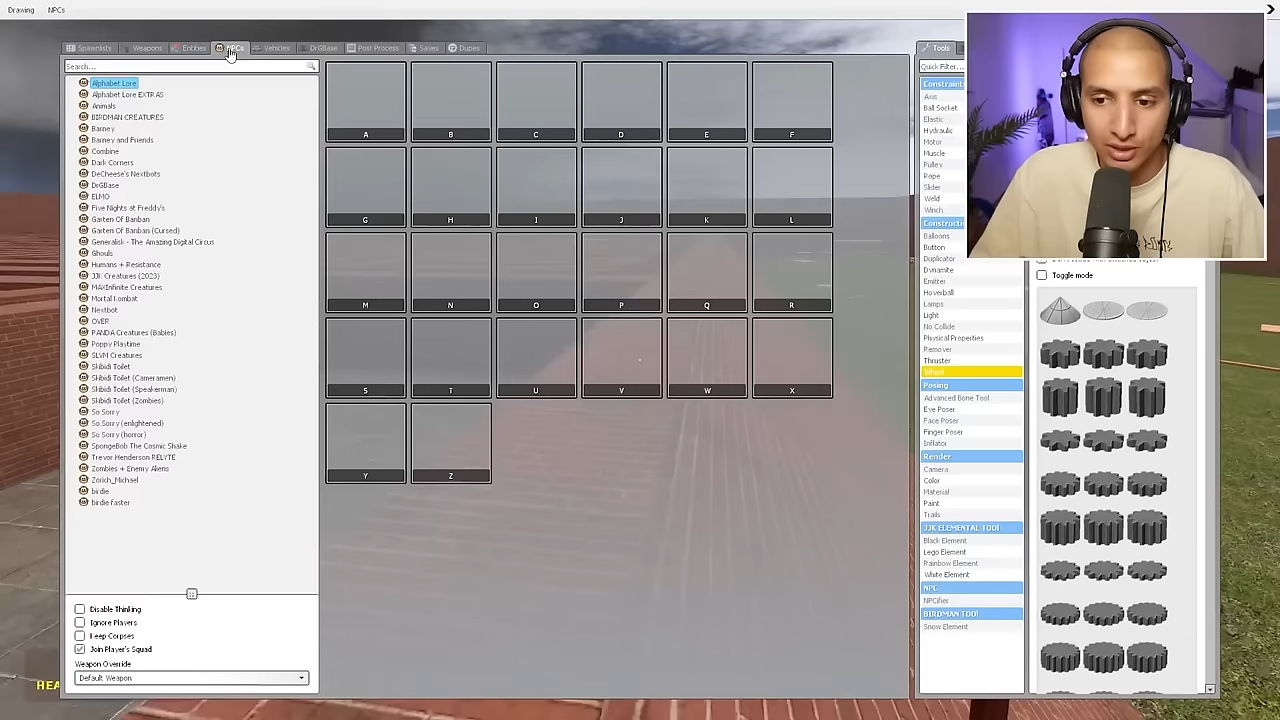 Drawing NPCs
Spawnlists Weapons Entities NPCs Vehicles DrGBase Post Process Saves Dupes
Search...
Alphabet Lore
Alphabet Lore EXTRAS
Animals
BIRDMAN CREATURES
Barney
Barney and Friends
Combine
Dark Corners
DeCheese's Nextbots
DrGBase
ELMO
Five Nights at Freddy's
Garten Of Banban
Garten Of Banban (Cursed)
Generalisk - The Amazing Digital Circus
Ghouls
Humans + Resistance
JJK Creatures (2023)
MAXInfinite Creatures
Mortal Kombat
Nextbot
OVER
PANDA Creatures (Babies)
Poppy Playtime
SLVM Creatures
Skibidi Toilet
Skibidi Toilet (Cameramen)
Skibidi Toilet (Speakerman)
Skibidi Toilet (Zombies)
So Sorry
So Sorry (enlightened)
So Sorry (horror)
SpongeBob The Cosmic Shake
Trevor Henderson RELYTE
Zombies + Enemy Aliens
Zorich_Michael
birdie
birdie faster
Disable Thinking
Ignore Players
Keep Corpses
Join Player's Squad
Weapon Override
Default Weapon
HEA
A B C D E F
G H I J K L
M N O P Q R
S T U V W X
Y Z
Tools
Quick Filter...
Constraints
Axis
Ball Socket
Elastic
Hydraulic
Motor
Muscle
Pulley
Rope
Slider
Weld
Winch
Constructi
Balloons
Button
Duplicator
Dynamite
Emitter
Hoverball
Lamps
Light
No Collide
Physical Properties
Remover
Thruster
Wheel
Posing
Advanced Bone Tool
Eye Poser
Face Poser
Finger Poser
Inflator
Render
Camera
Color
Material
Paint
Trails
JJK ELEMENTAL TOOl
Black Element
Lego Element
Rainbow Element
White Element
NPC
NPCifier
BIRDMAN TOOl
Snow Element
Toggle mode